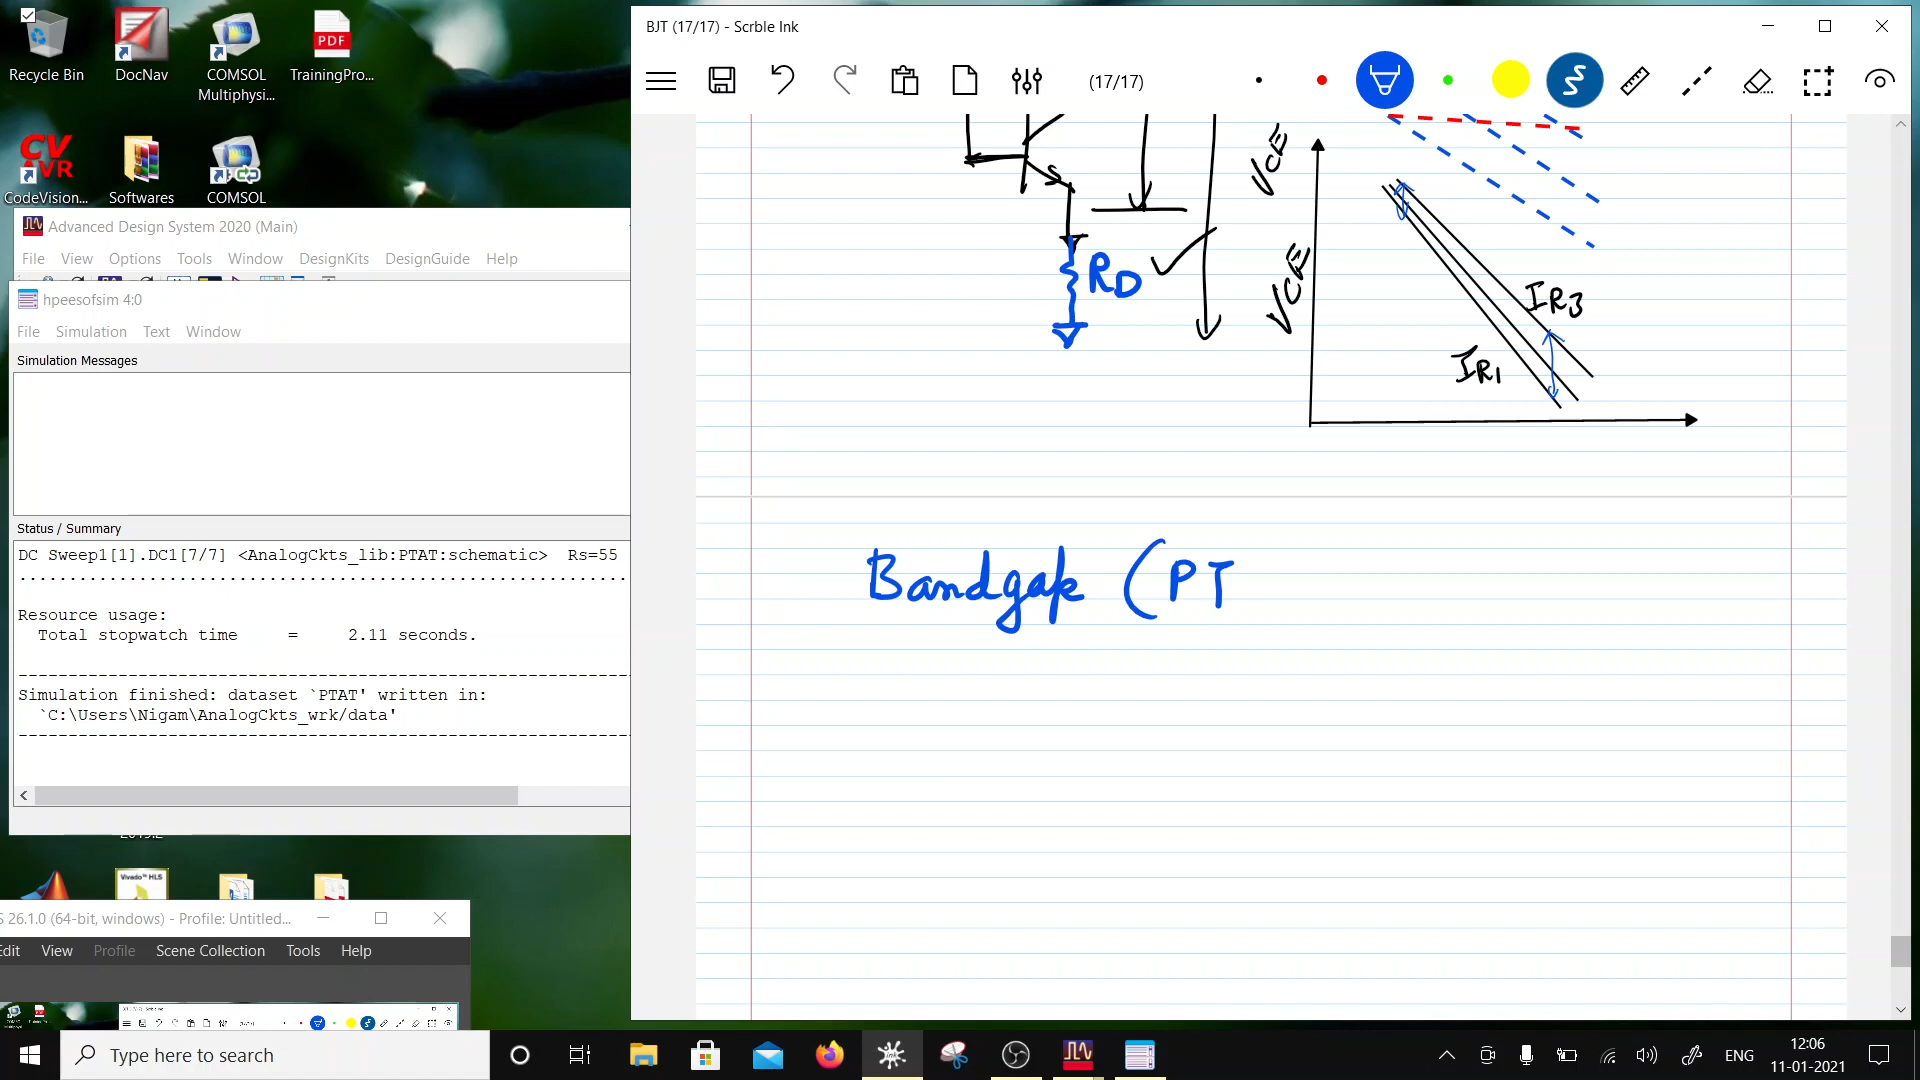 Recycle Bin
DocNav
COMSOL Multiphysi...
TrainingPro...
CodeVision...
Softwares
COMSOL
Advanced Design System 2020 (Main)
File View Options Tools Window DesignKits DesignGuide Help
hpeesofsim 4:0
File Simulation Text Window
Simulation Messages
Status / Summary
DC Sweep1[1].DC1[7/7] <AnalogCkts_lib:PTAT:schematic> Rs=55
Resource usage:
Total stopwatch time = 2.11 seconds.
Simulation finished: dataset `PTAT' written in:
`C:\Users\Nigam\AnalogCkts_wrk/data'
Vivado™ HLS
S 26.1.0 (64-bit, windows) - Profile: Untitled...
Edit View Profile Scene Collection Tools Help
BJT (17/17) - Scrble Ink
(17/17)
VCE
VCE
RD
IR3
IR1
Bandgap (PT
Type here to search
ENG
12:06
11-01-2021